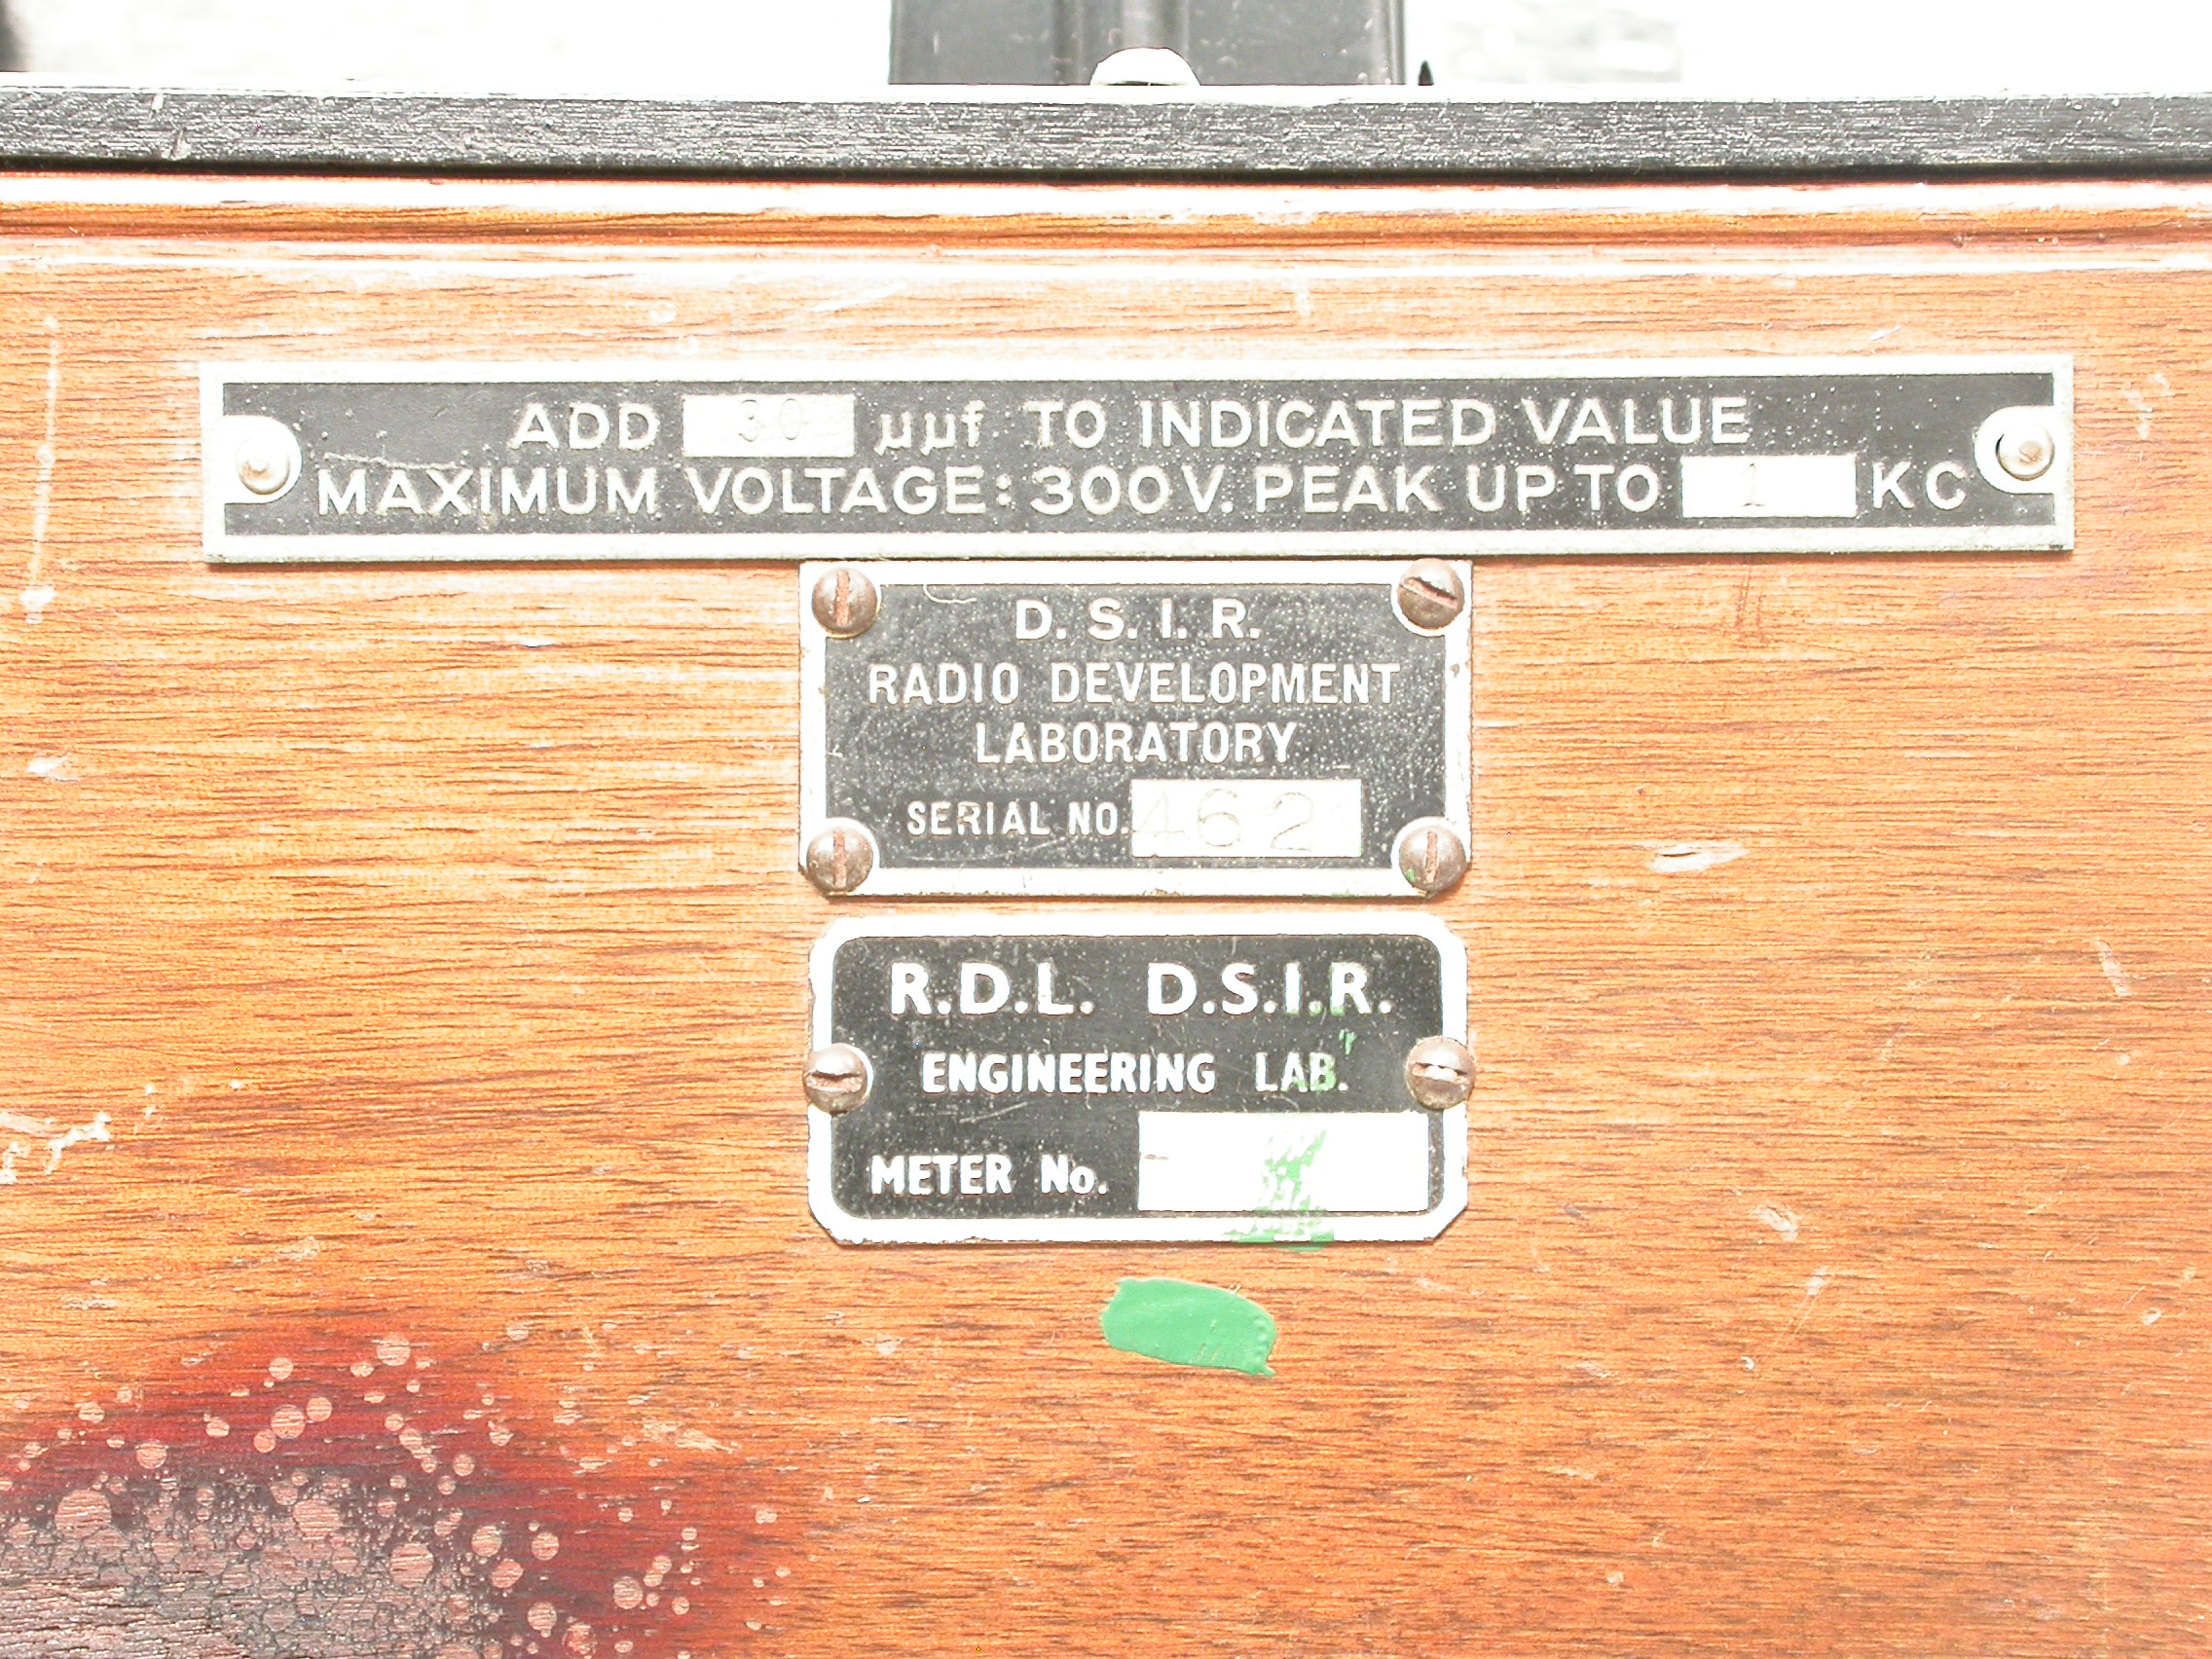 ADD 30 µµf TO INDICATED VALUE
MAXIMUM VOLTAGE: 300 V. PEAK UP TO 1 KC
D. S. I. R.
RADIO DEVELOPMENT
LABORATORY
SERIAL NO. 462
R.D.L. D.S.I.R.
ENGINEERING LAB.
METER No.